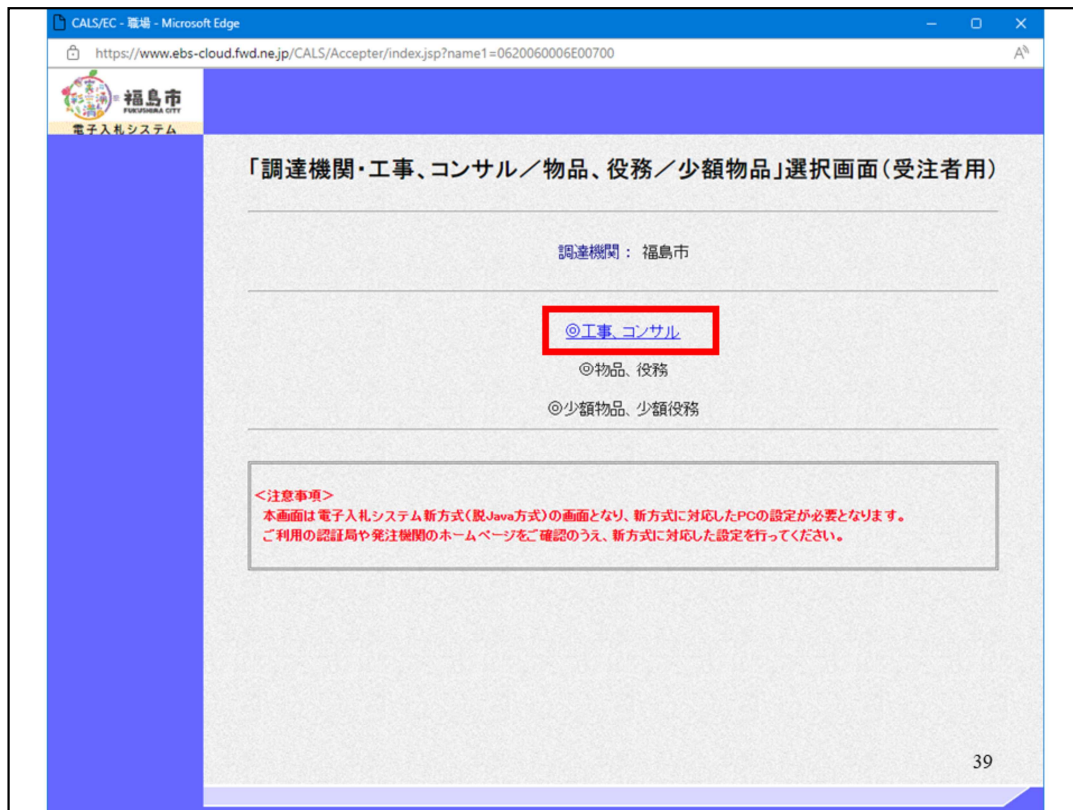 CALS/EC - 職場 - Microsoft Edge
https://www.ebs-cloud.fwd.ne.jp/CALS/Accepter/index.jsp?name1=0620060006E00700
福島市
FUKUSHIMA CITY
電子入札システム
「調達機関・工事、コンサル／物品、役務／少額物品」選択画面(受注者用)
調達機関： 福島市
◎工事、コンサル
◎物品、役務
◎少額物品、少額役務
＜注意事項＞
本画面は電子入札システム新方式(脱Java方式)の画面となり、新方式に対応したPCの設定が必要となります。
ご利用の認証局や発注機関のホームページをご確認のうえ、新方式に対応した設定を行ってください。
39